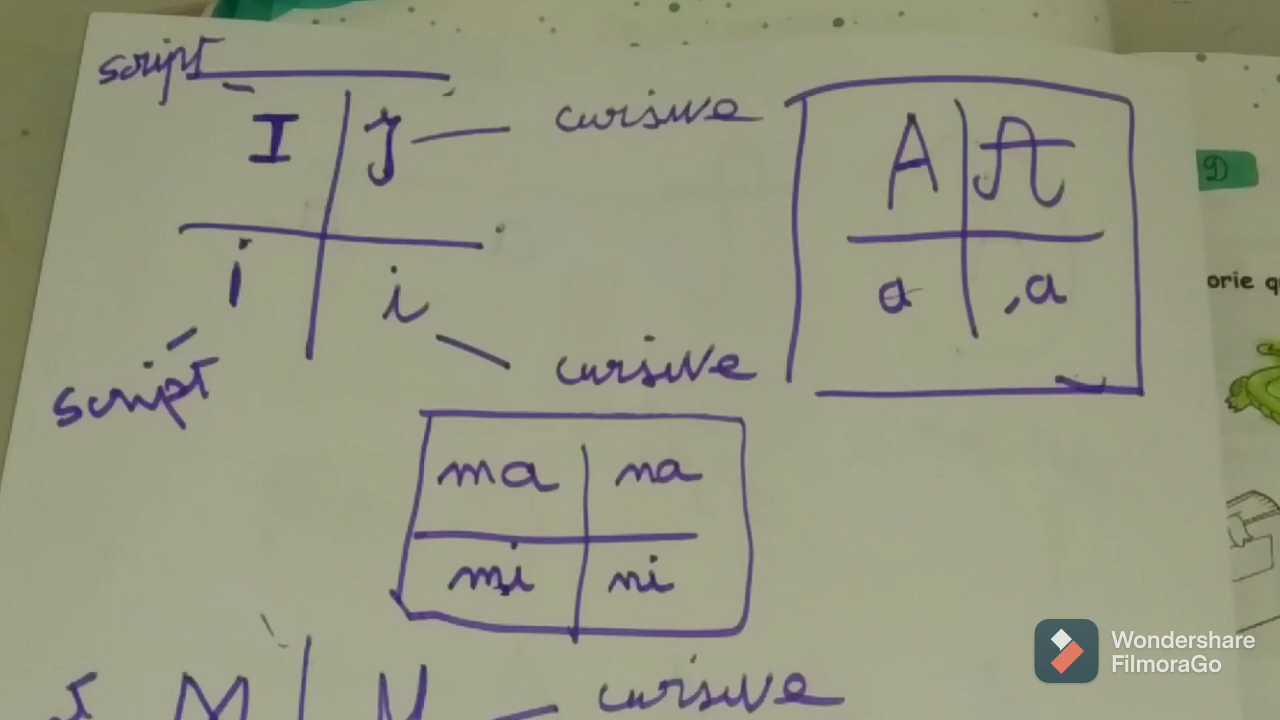 script
I J cursive
A A
D
i i
a a
orie q
script cursive
ma na
mi ni
M N cursive
Wondershare
FilmoraGo